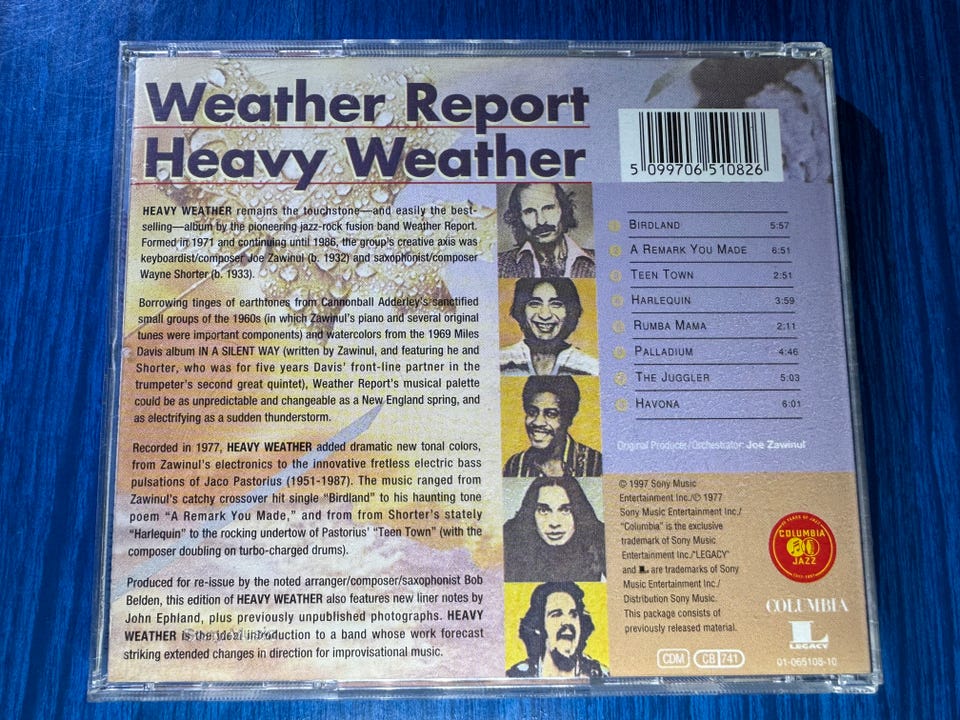 Weather Report
Heavy Weather
5 099706 510826
HEAVY WEATHER remains the touchstone—and easily the best-
selling—album by the pioneering jazz-rock fusion band Weather Report.
Formed in 1971 and continuing until 1986, the group's creative axis was
keyboardist/composer Joe Zawinul (b. 1932) and saxophonist/composer
Wayne Shorter (b. 1933).
Borrowing tinges of earthtones from Cannonball Adderley's sanctified
small groups of the 1960s (in which Zawinul's piano and several original
tunes were important components) and watercolors from the 1969 Miles
Davis album IN A SILENT WAY (written by Zawinul, and featuring he and
Shorter, who was for five years Davis' front-line partner in the
trumpeter's second great quintet), Weather Report's musical palette
could be as unpredictable and changeable as a New England spring, and
as electrifying as a sudden thunderstorm.
Recorded in 1977, HEAVY WEATHER added dramatic new tonal colors,
from Zawinul's electronics to the innovative fretless electric bass
pulsations of Jaco Pastorius (1951-1987). The music ranged from
Zawinul's catchy crossover hit single "Birdland" to his haunting tone
poem "A Remark You Made," and from from Shorter's stately
"Harlequin" to the rocking undertow of Pastorius' "Teen Town" (with the
composer doubling on turbo-charged drums).
Produced for re-issue by the noted arranger/composer/saxophonist Bob
Belden, this edition of HEAVY WEATHER also features new liner notes by
John Ephland, plus previously unpublished photographs. HEAVY
WEATHER is the ideal introduction to a band whose work forecast
striking extended changes in direction for improvisational music.
1 BIRDLAND 5:57
2 A REMARK YOU MADE 6:51
3 TEEN TOWN 2:51
4 HARLEQUIN 3:59
5 RUMBA MAMA 2:11
6 PALLADIUM 4:46
7 THE JUGGLER 5:03
8 HAVONA 6:01
Original Producer/Orchestrator: Joe Zawinul
© 1997 Sony Music
Entertainment Inc./℗ 1977
Sony Music Entertainment Inc./
"Columbia" is the exclusive
trademark of Sony Music
Entertainment Inc./"LEGACY"
and L are trademarks of Sony
Music Entertainment Inc./
Distribution Sony Music.
This package consists of
previously released material.
CDM CB 741
YEARS OF JAZZ
COLUMBIA
80
JAZZ
1917-1997
COLUMBIA
L
LEGACY
01-065108-10